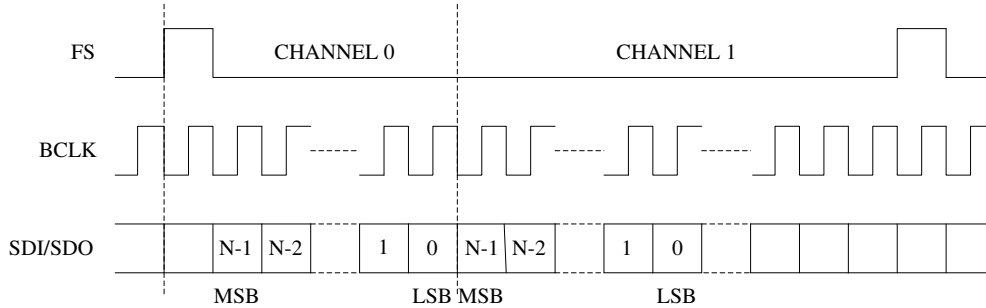 FS CHANNEL 0 CHANNEL 1
BCLK
SDI/SDO N-1 N-2 1 0 N-1 N-2 1 0
MSB LSB MSB LSB